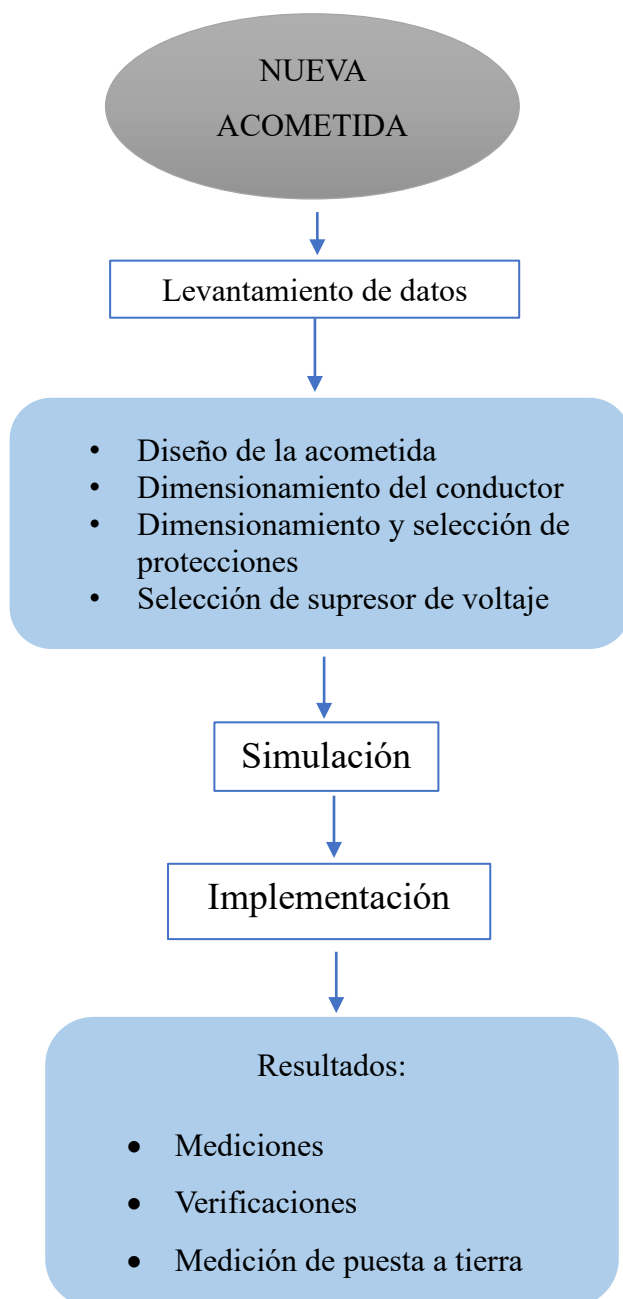 NUEVA
ACOMETIDA
Levantamiento de datos
• Diseño de la acometida
• Dimensionamiento del conductor
• Dimensionamiento y selección de
protecciones
• Selección de supresor de voltaje
Simulación
Implementación
Resultados:
• Mediciones
• Verificaciones
• Medición de puesta a tierra